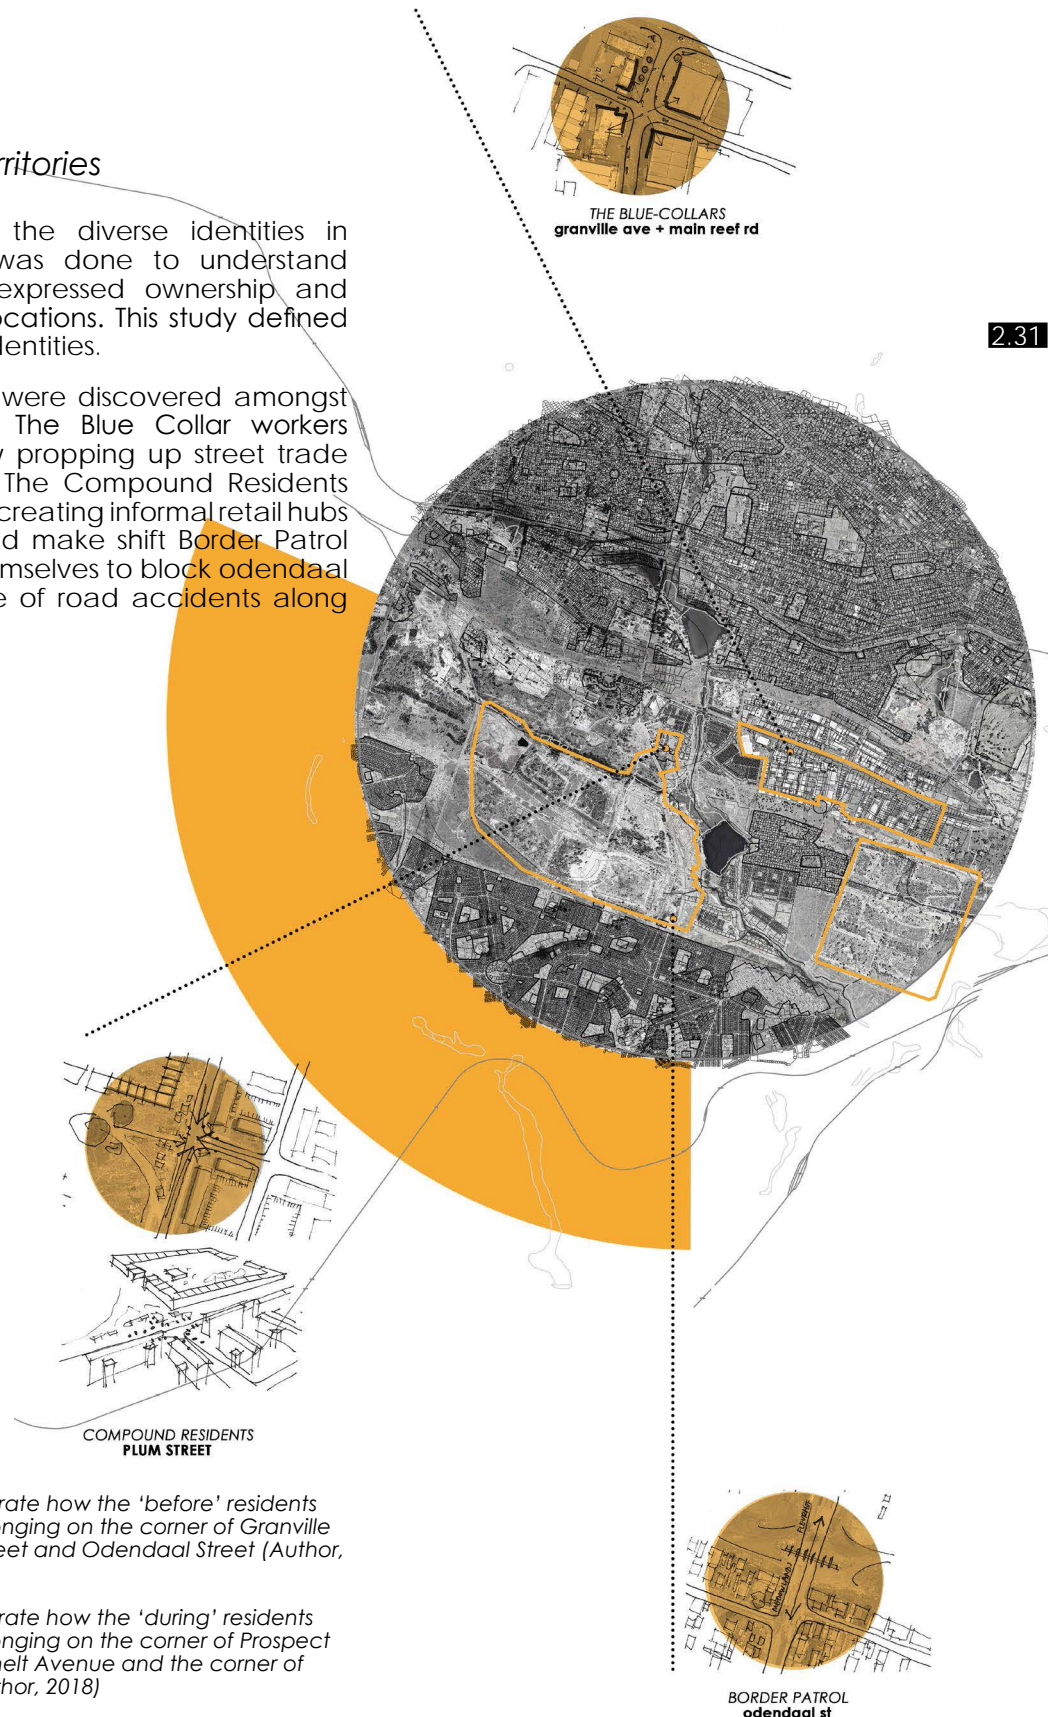 rritories
THE BLUE-COLLARS
granville ave + main reef rd
the diverse identities in
was done to understand
expressed ownership and
ocations. This study defined
dentities.
2.31
were discovered amongst
The Blue Collar workers
propping up street trade
The Compound Residents
creating informal retail hubs
d make shift Border Patrol
mselves to block odendaal
e of road accidents along
COMPOUND RESIDENTS
PLUM STREET
rate how the ‘before’ residents
onging on the corner of Granville
eet and Odendaal Street (Author,
rate how the ‘during’ residents
onging on the corner of Prospect
nelt Avenue and the corner of
thor, 2018)
BORDER PATROL
odendaal st